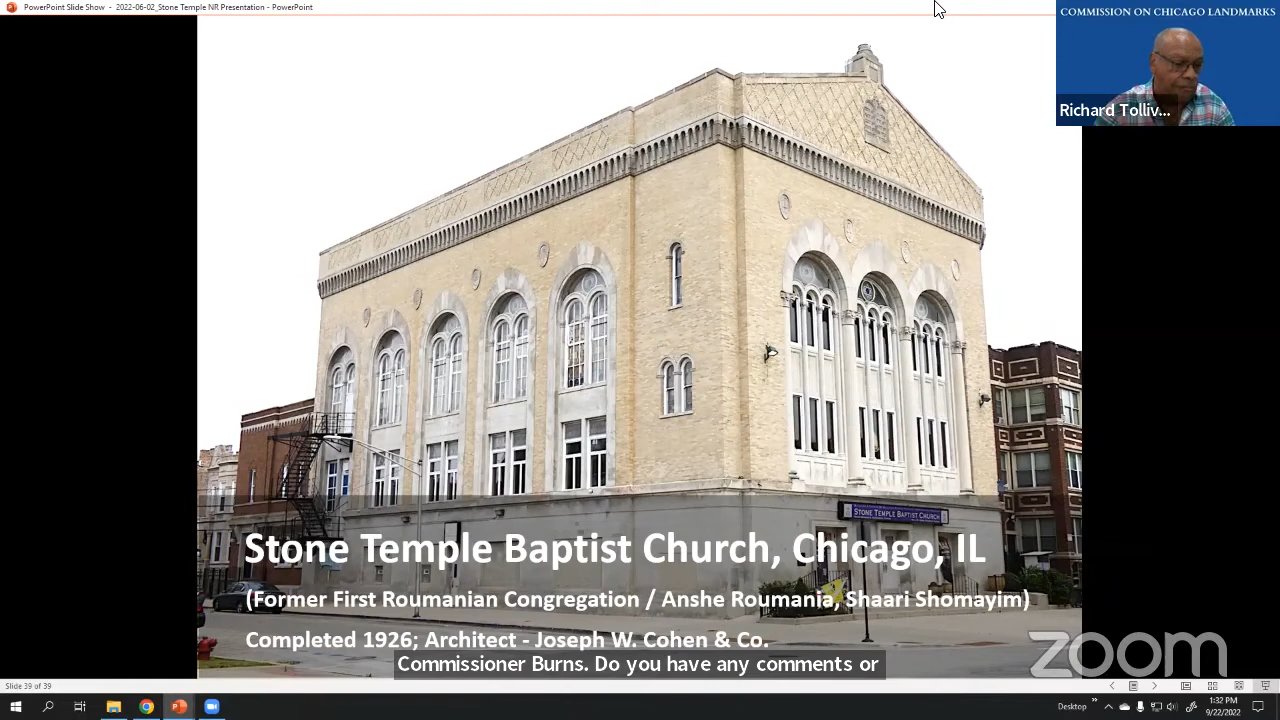 PowerPoint Slide Show - 2022-06-02_Stone Temple NR Presentation - PowerPoint
COMMISSION ON CHICAGO LANDMARKS
Richard Tolliv...
STONE TEMPLE BAPTIST CHURCH
Stone Temple Baptist Church, Chicago, IL
(Former First Roumanian Congregation / Anshe Roumania, Shaari Shomayim)
Completed 1926; Architect - Joseph W. Cohen & Co.
Commissioner Burns. Do you have any comments or
zoom
Slide 39 of 39
Desktop
1:32 PM
9/22/2022